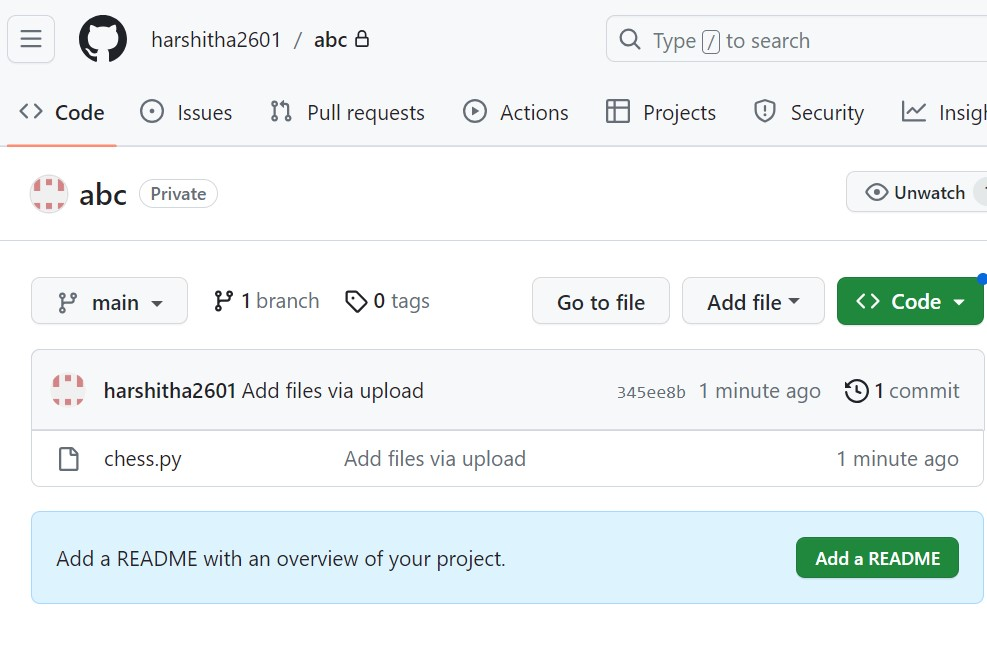 harshitha2601 / abc Type / to search
Code Issues Pull requests Actions Projects Security
abc Private Unwatch
main 1 branch 0 tags Go to file Add file Code
harshitha2601 Add files via upload 345ee8b 1 minute ago 1 commit
chess.py Add files via upload 1 minute ago
Add a README with an overview of your project. Add a README